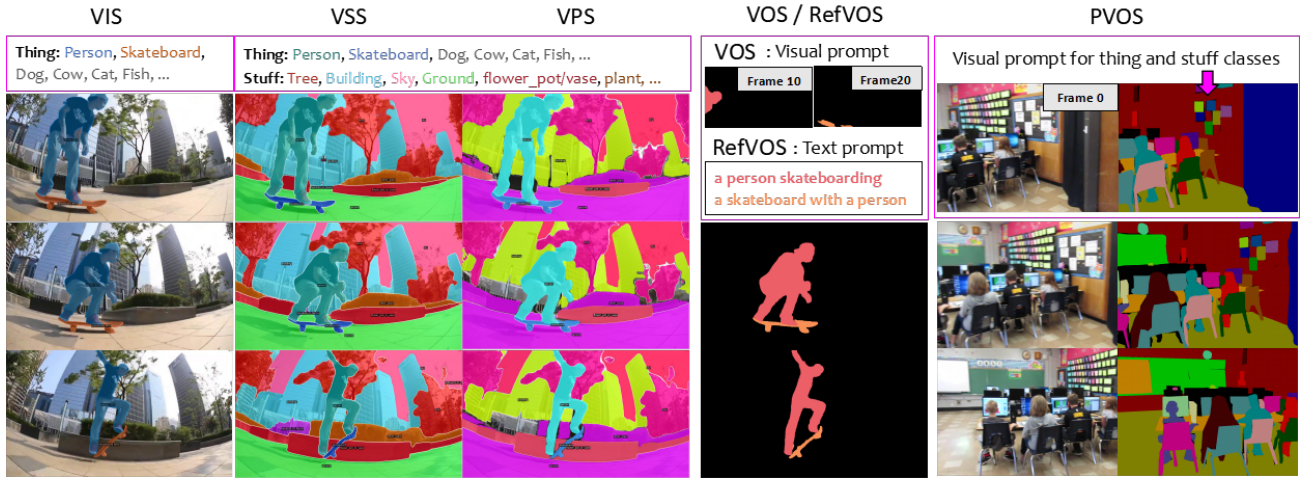 VIS
VSS
VPS
VOS / RefVOS
PVOS
Thing: Person, Skateboard,
Dog, Cow, Cat, Fish, ...
Thing: Person, Skateboard, Dog, Cow, Cat, Fish, ...
Stuff: Tree, Building, Sky, Ground, flower_pot/vase, plant, ...
VOS : Visual prompt
Frame 10
Frame20
RefVOS : Text prompt
a person skateboarding
a skateboard with a person
Visual prompt for thing and stuff classes
Frame 0